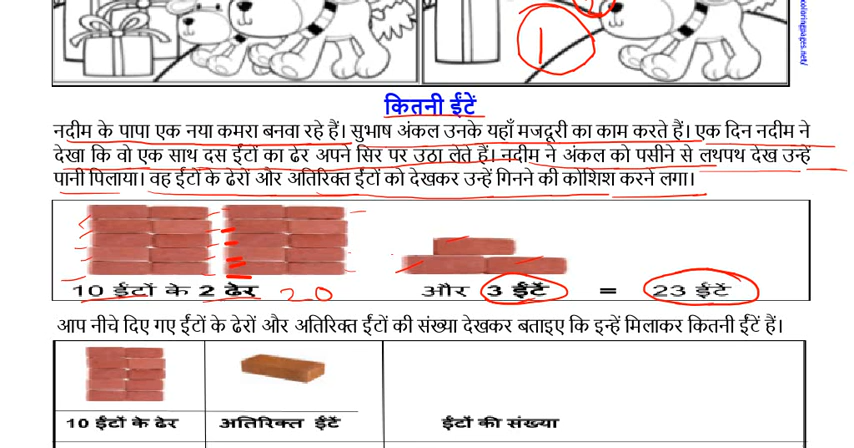 1
कितनी ईंटें
नदीम के पापा एक नया कमरा बनवा रहे हैं। सुभाष अंकल उनके यहाँ मजदूरी का काम करते हैं। एक दिन नदीम ने
देखा कि वो एक साथ दस ईंटों का ढेर अपने सिर पर उठा लेते हैं। नदीम ने अंकल को पसीने से लथपथ देख उन्हें
पानी पिलाया। वह ईंटों के ढेरों और अतिरिक्त ईंटों को देखकर उन्हें गिनने की कोशिश करने लगा।
10 ईंटों के 2 ढेर 20 और 3 ईंटें = 23 ईंटें
आप नीचे दिए गए ईंटों के ढेरों और अतिरिक्त ईंटों की संख्या देखकर बताइए कि इन्हें मिलाकर कितनी ईंटें हैं।
10 ईंटों के ढेर अतिरिक्त ईंटें ईंटों की संख्या